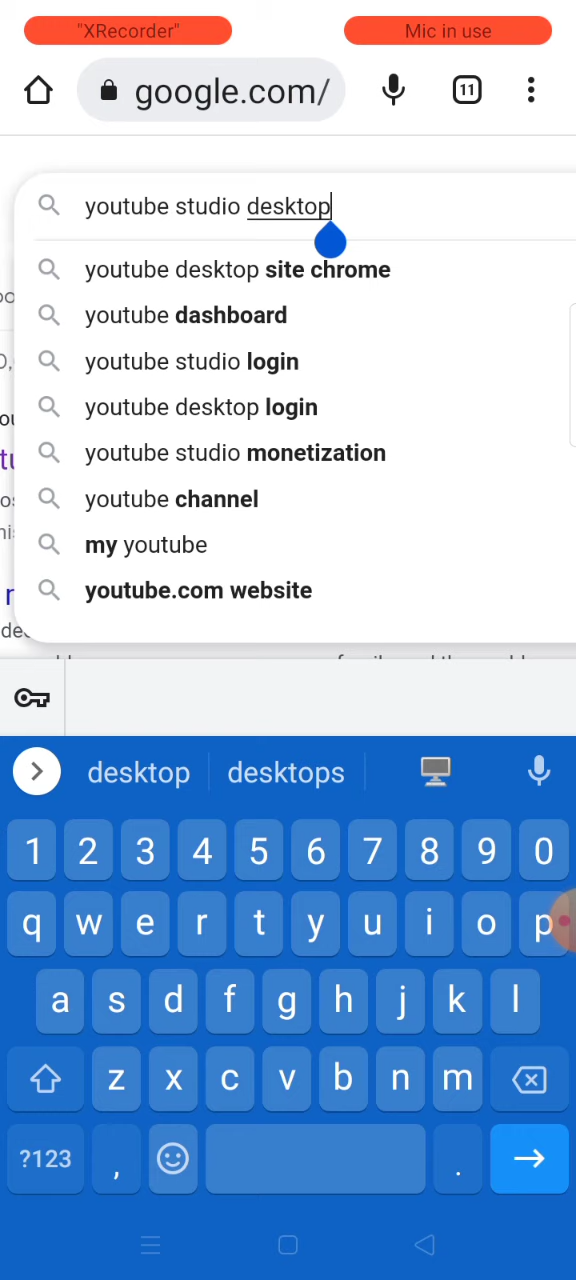 "XRecorder" Mic in use
google.com/ 11
youtube studio desktop
youtube desktop site chrome
youtube dashboard
youtube studio login
youtube desktop login
youtube studio monetization
youtube channel
my youtube
youtube.com website
desktop desktops
1 2 3 4 5 6 7 8 9 0
q w e r t y u i o p
a s d f g h j k l
z x c v b n m
?123 , .